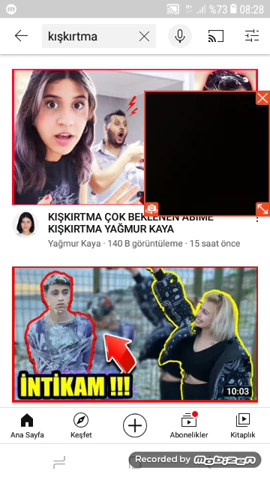 %73 08:28
kışkırtma
KIŞKIRTMA ÇOK BEKLENEN ABİME
KIŞKIRTMA YAĞMUR KAYA
Yağmur Kaya · 140 B görüntüleme · 15 saat önce
İNTİKAM !!!
10:03
Ana Sayfa
Keşfet
Abonelikler
Kitaplık
Recorded by mobizen